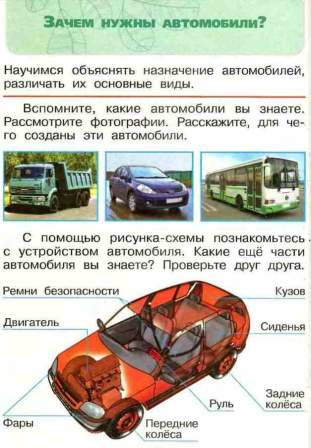 Зачем нужны автомобили?
Научимся объяснять назначение автомобилей,
различать их основные виды.
Вспомните, какие автомобили вы знаете.
Рассмотрите фотографии. Расскажите, для че-
го созданы эти автомобили.
С помощью рисунка-схемы познакомьтесь
с устройством автомобиля. Какие ещё части
автомобиля вы знаете? Проверьте друг друга.
Ремни безопасности
Кузов
Двигатель
Сиденья
Задние
колёса
Руль
Фары
Передние
колёса